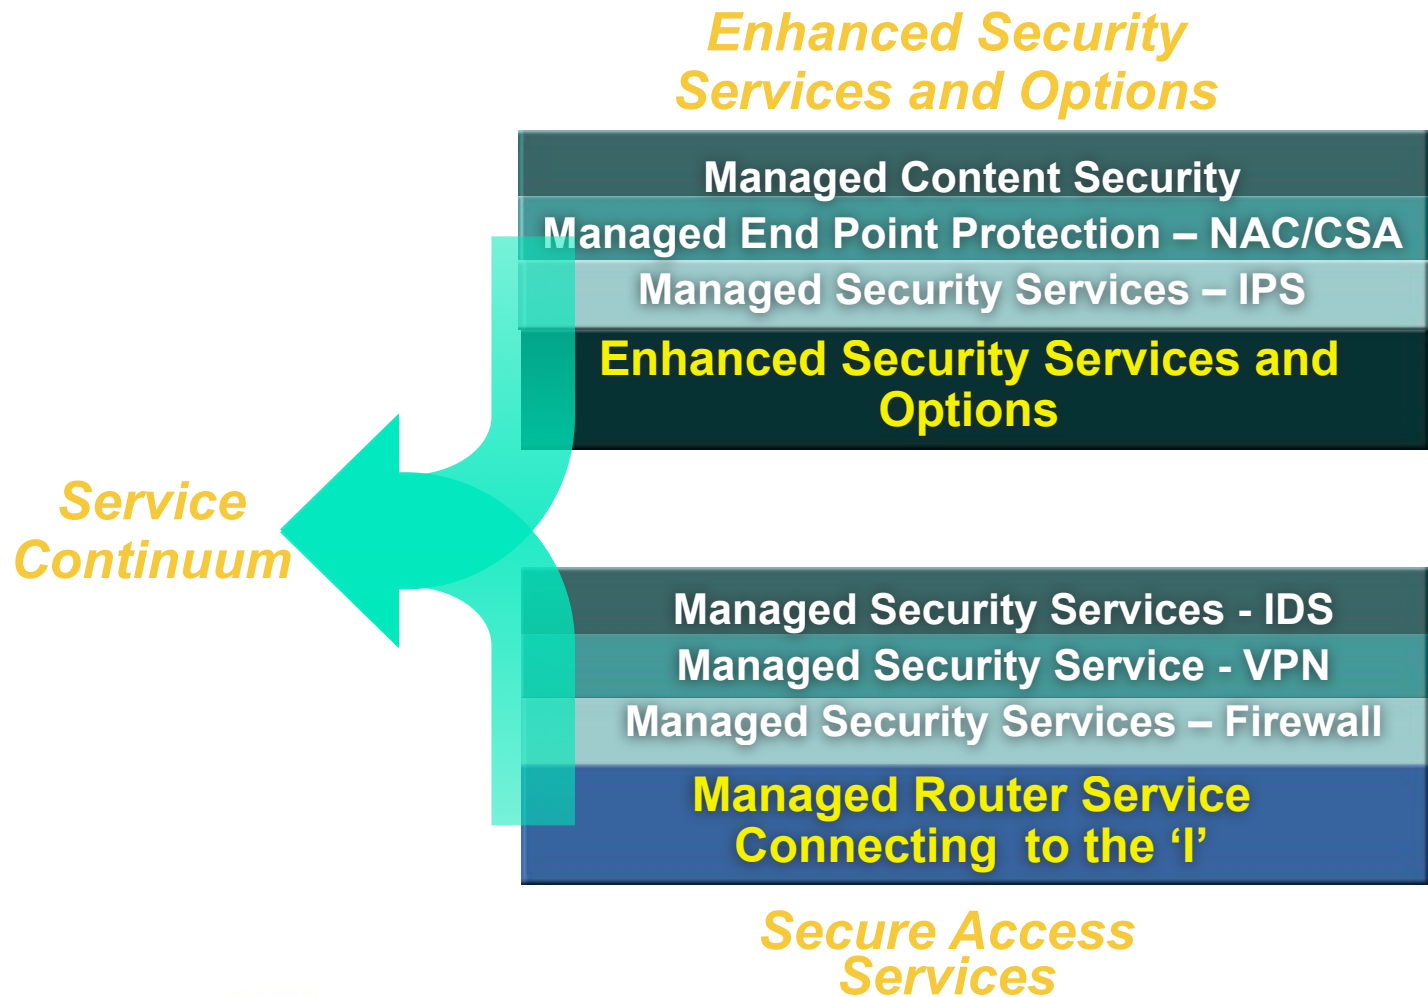 Enhanced Security
Services and Options
Managed Content Security
Managed End Point Protection – NAC/CSA
Managed Security Services – IPS
Enhanced Security Services and
Options
Service
Continuum
Managed Security Services - IDS
Managed Security Service - VPN
Managed Security Services – Firewall
Managed Router Service
Connecting  to the ‘I’
Secure Access
Services